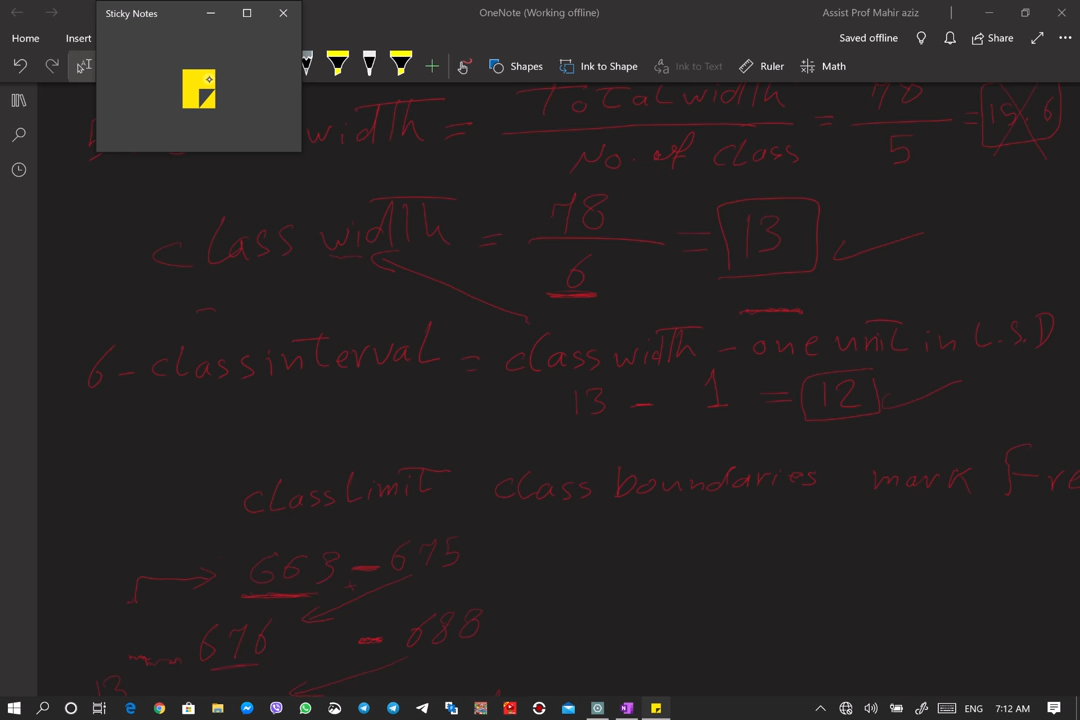 Sticky Notes
OneNote (Working offline)
Assist Prof Mahir aziz
Home Insert
Saved offline
Share
Shapes
Ink to Shape
Ink to Text
Ruler
Math
width = Total width / No. of class = 78 / 5 = 15.6
class width = 78 / 6 = 13
6 - class interval = class width - one unit in L.S.D
13 - 1 = 12
class Limit class boundaries mark Fre
663 - 675
676 - 688
13
ENG 7:12 AM